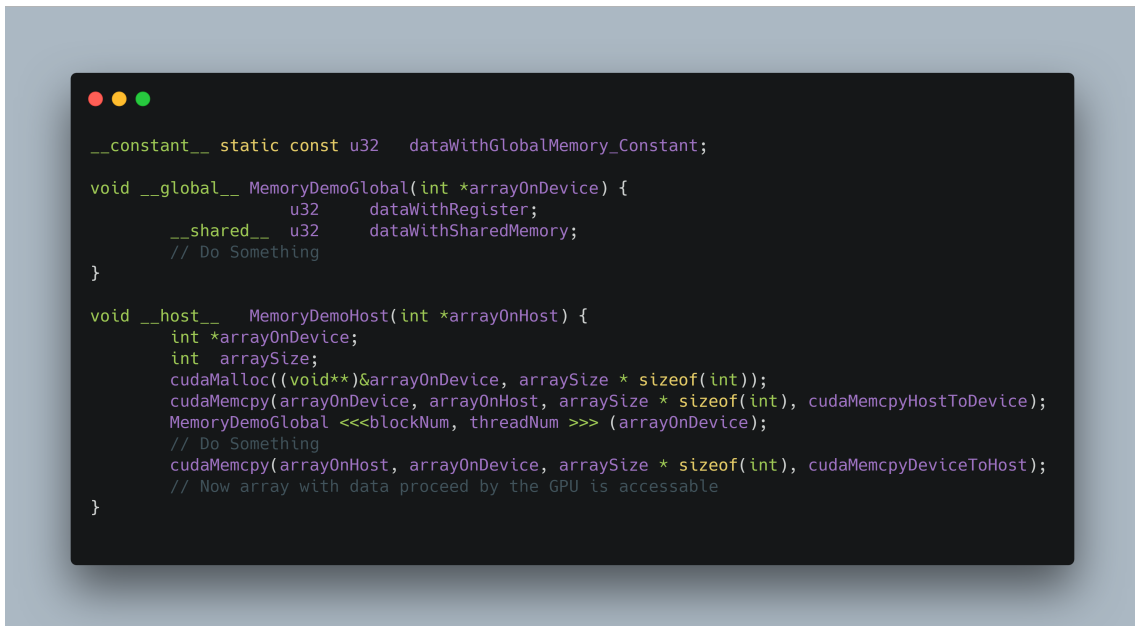 __constant__ static const u32   dataWithGlobalMemory_Constant;
void __global__ MemoryDemoGlobal(int *arrayOnDevice) {
                    u32     dataWithRegister;
        __shared__  u32     dataWithSharedMemory;
        // Do Something
}
void __host__   MemoryDemoHost(int *arrayOnHost) {
        int *arrayOnDevice;
        int  arraySize;
        cudaMalloc((void**)&arrayOnDevice, arraySize * sizeof(int));
        cudaMemcpy(arrayOnDevice, arrayOnHost, arraySize * sizeof(int), cudaMemcpyHostToDevice);
        MemoryDemoGlobal <<<blockNum, threadNum >>> (arrayOnDevice);
        // Do Something
        cudaMemcpy(arrayOnHost, arrayOnDevice, arraySize * sizeof(int), cudaMemcpyDeviceToHost);
        // Now array with data proceed by the GPU is accessable
}